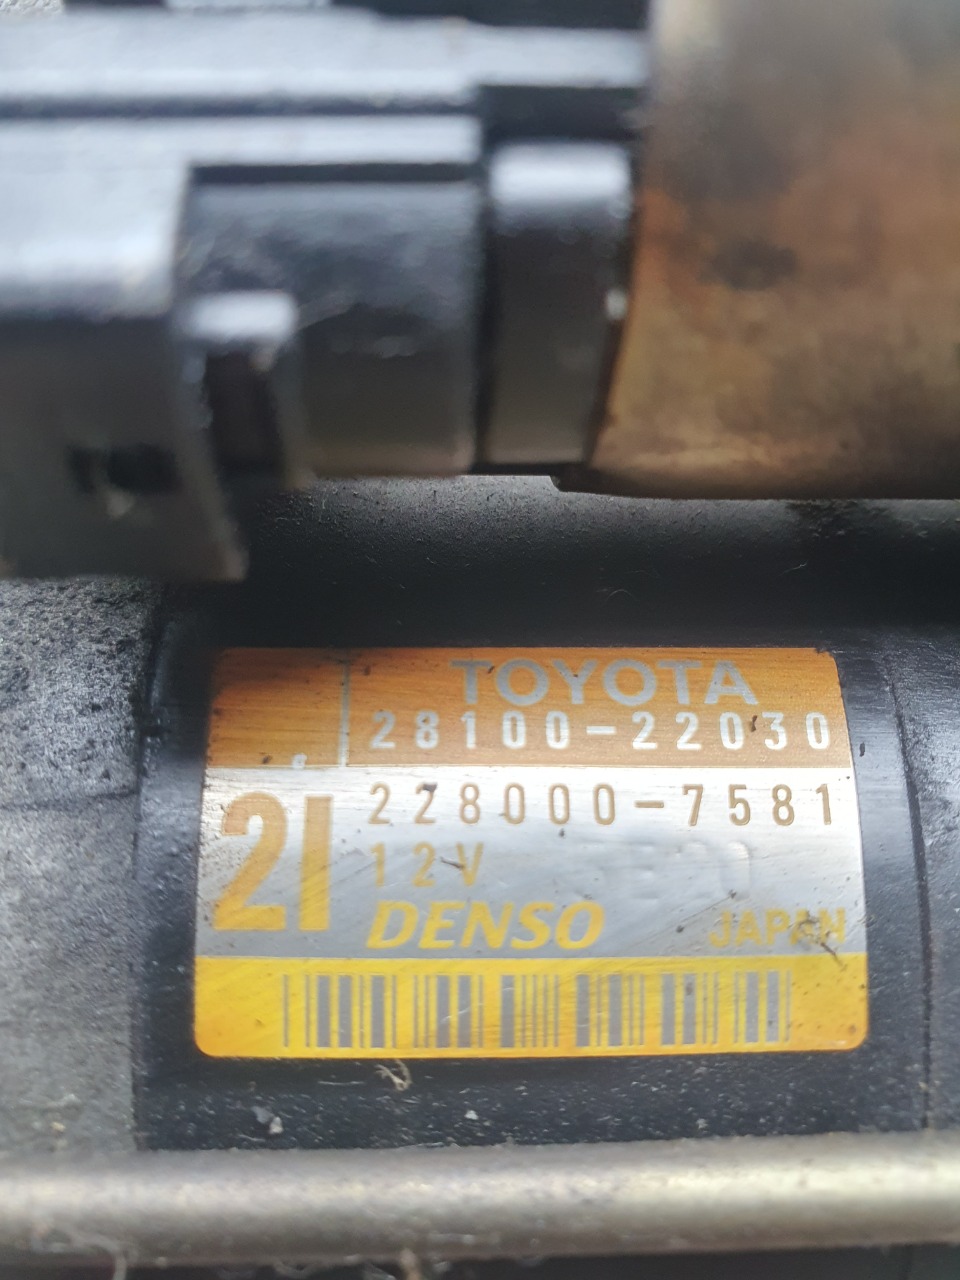 TOYOTA
28100-22030
2I
228000-7581
12V
DENSO JAPAN